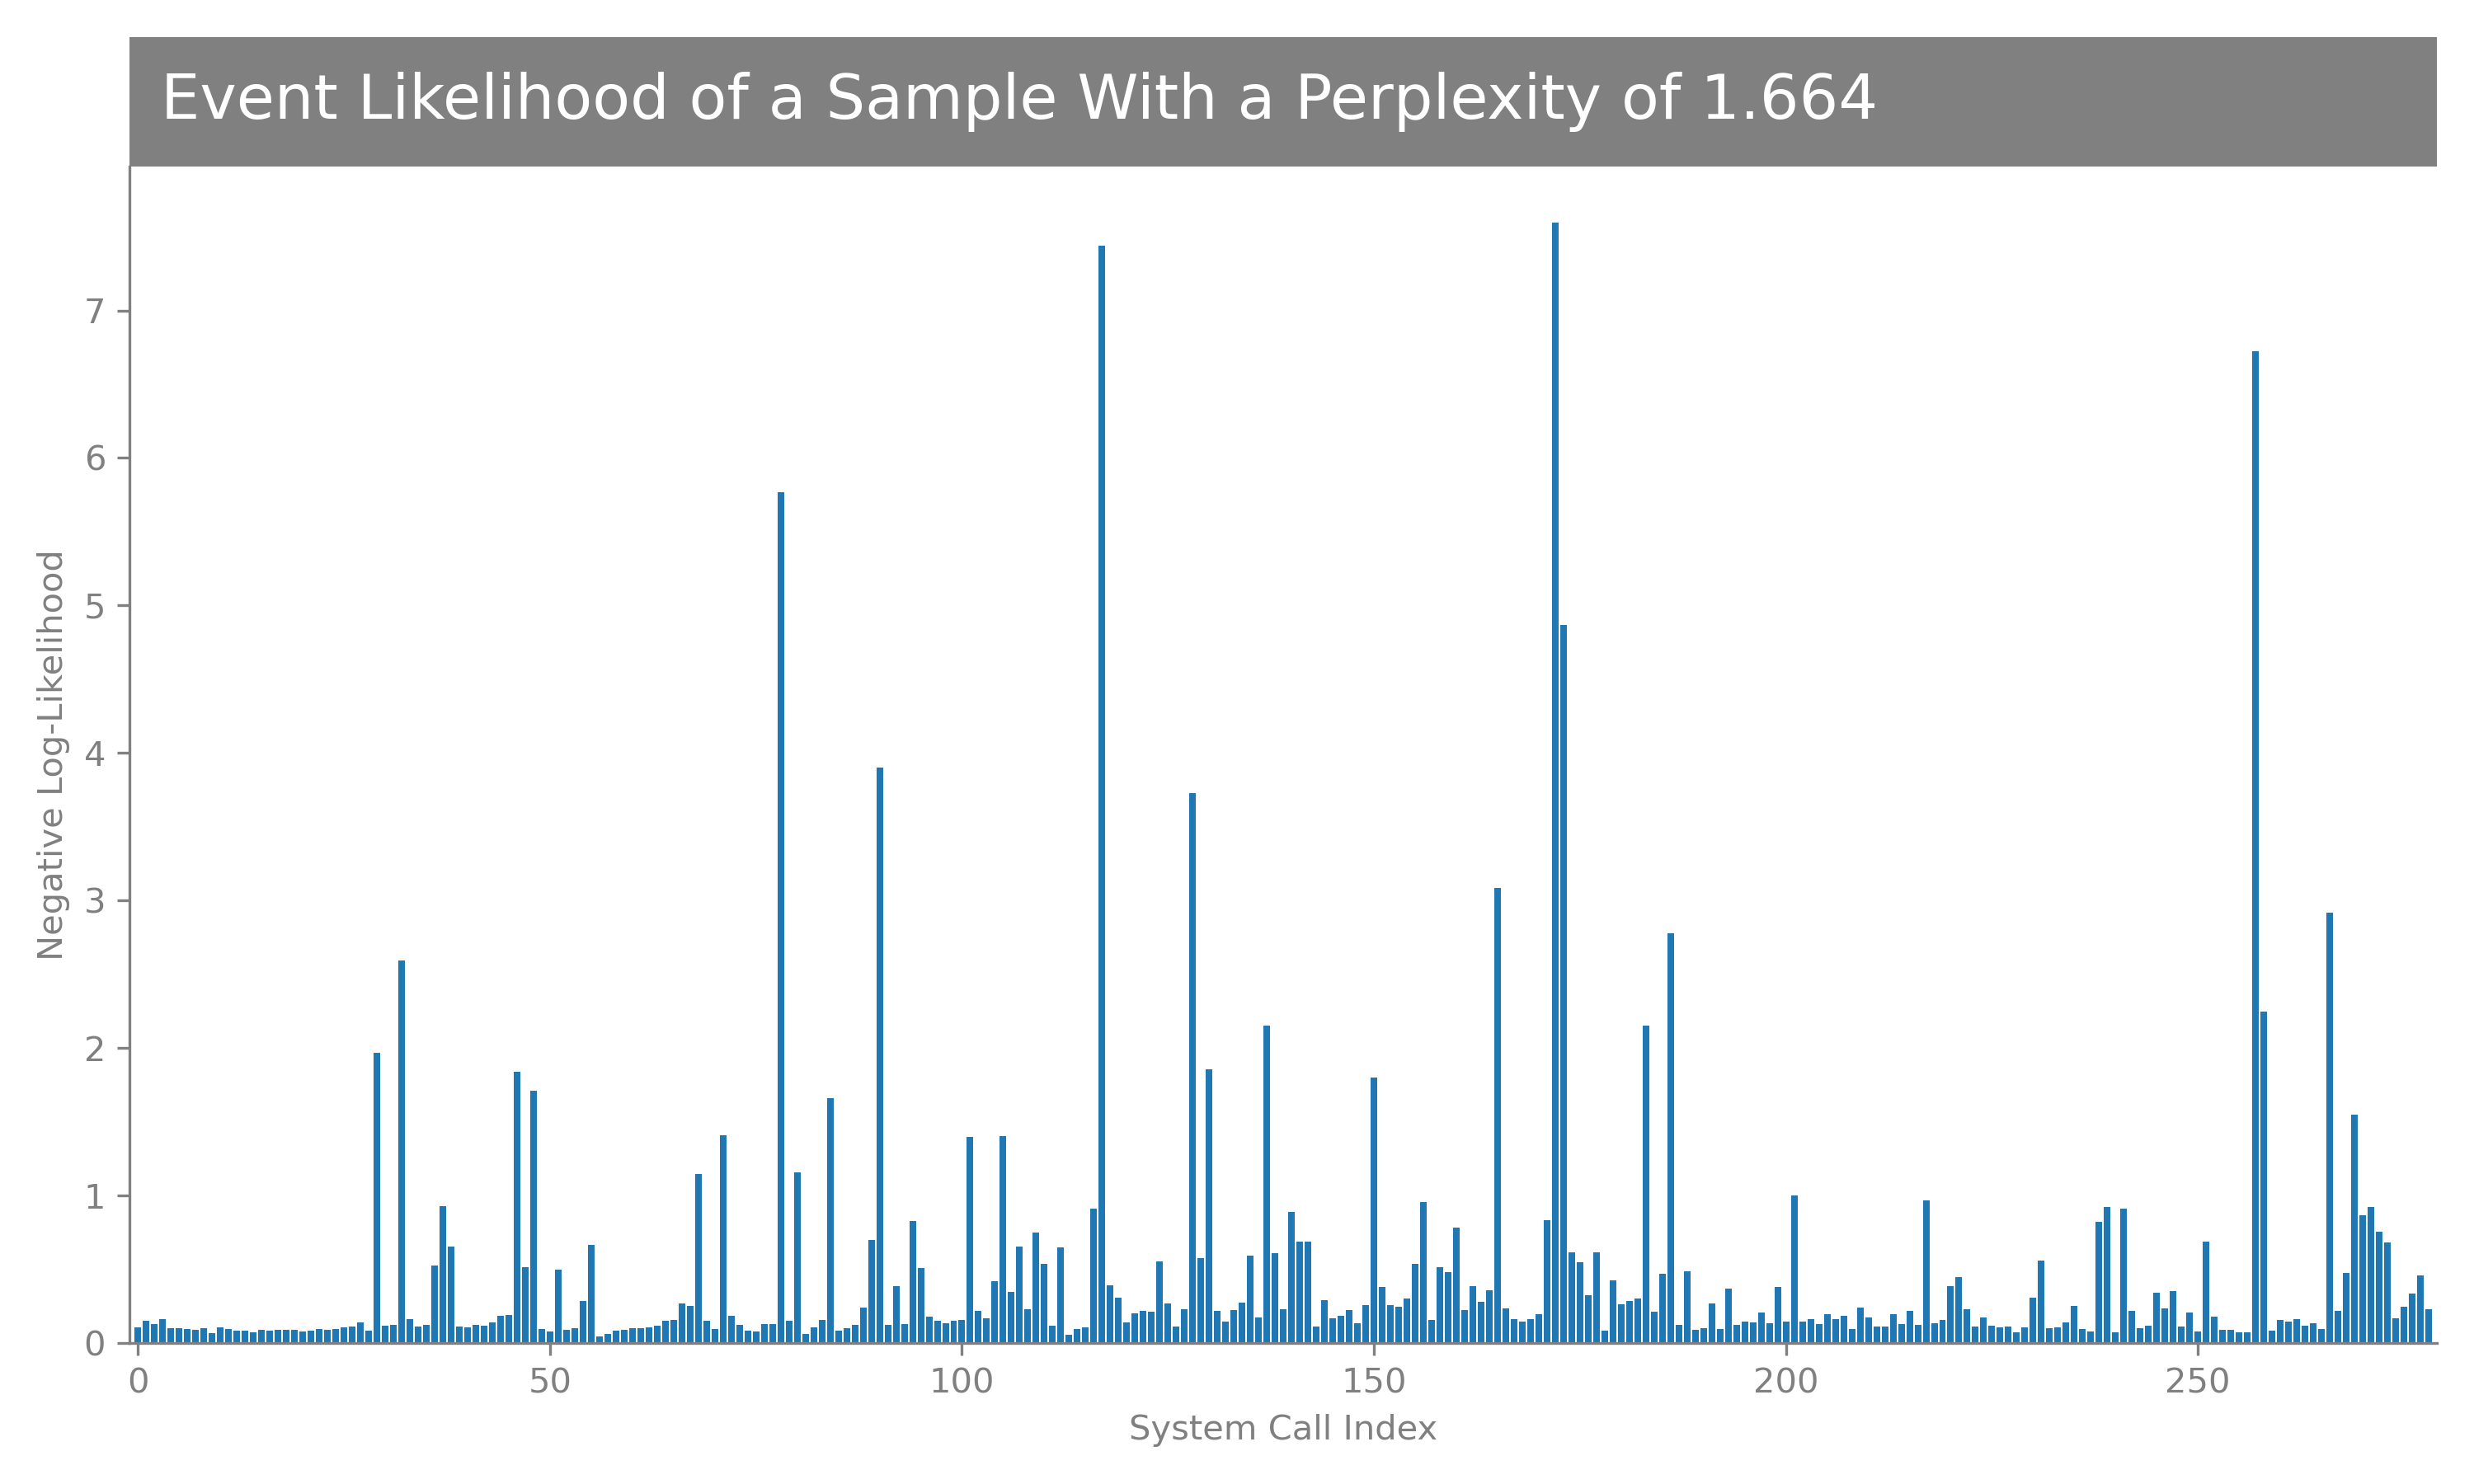 Event Likelihood of a Sample With a Perplexity of 1.664
Negative Log-Likelihood
7
6
5
4
3
2
1
0
0 50 100 150 200 250
System Call Index